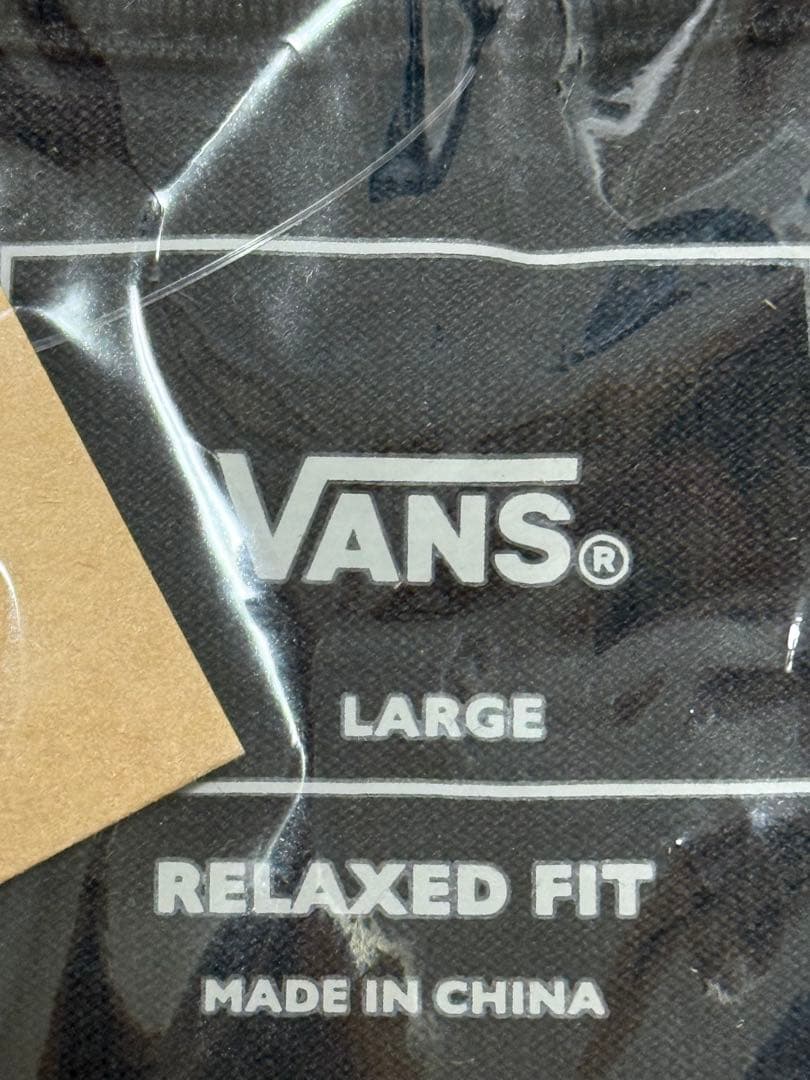 VANS®
LARGE
RELAXED FIT
MADE IN CHINA